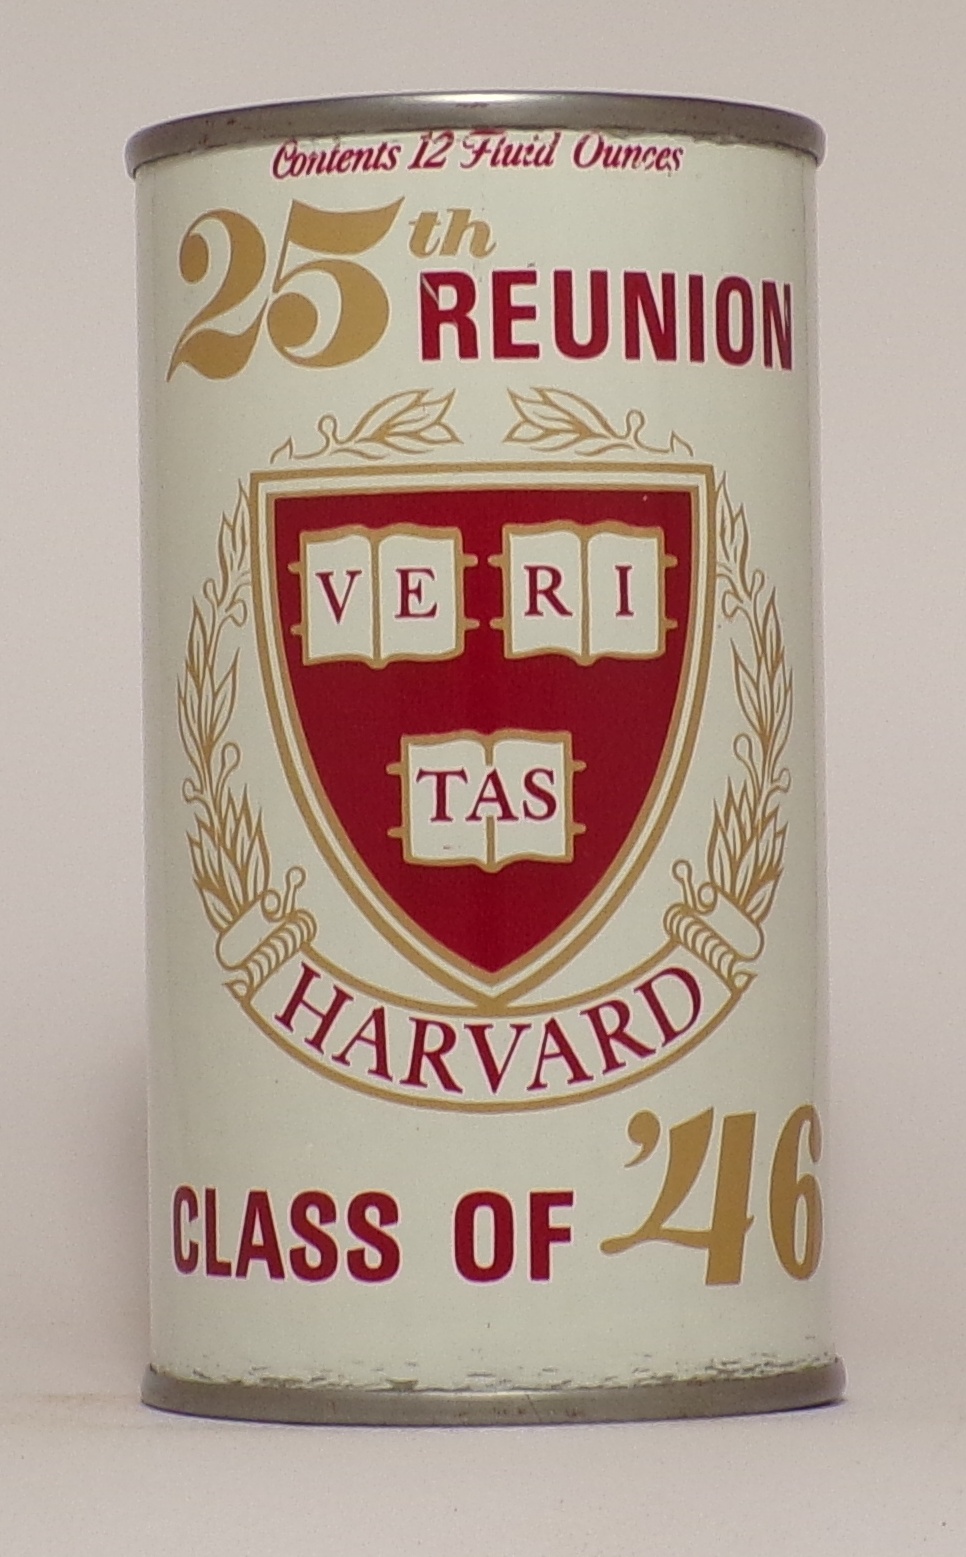 Contents 12 Fluid Ounces
25th
REUNION
VE RI
TAS
HARVARD
CLASS OF '46